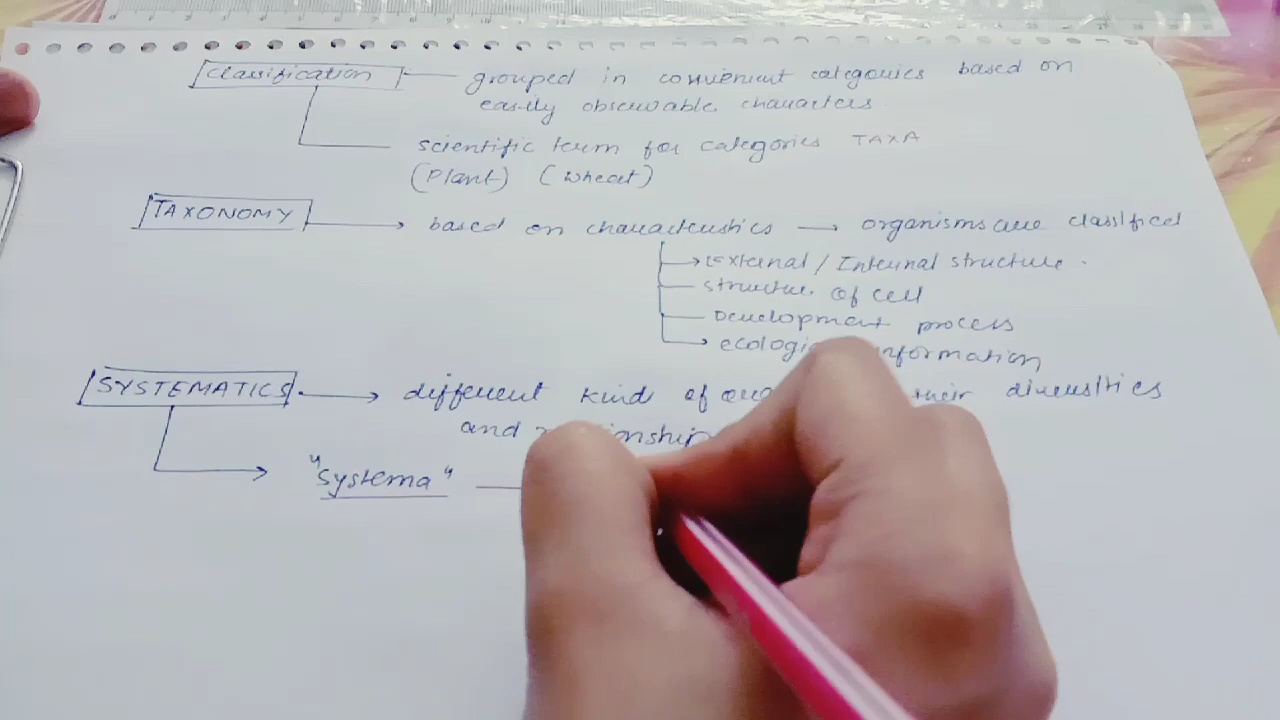 Classification — grouped in convenient categories based on
easily observable characters.
scientific term for categories TAXA
(Plant) (wheat)
TAXONOMY → based on characteristics → organisms are classified
→ External / Internal structure.
structure of cell
Development process
→ information
SYSTEMATICS → different kind of their diversities
and
→ "Systema" —